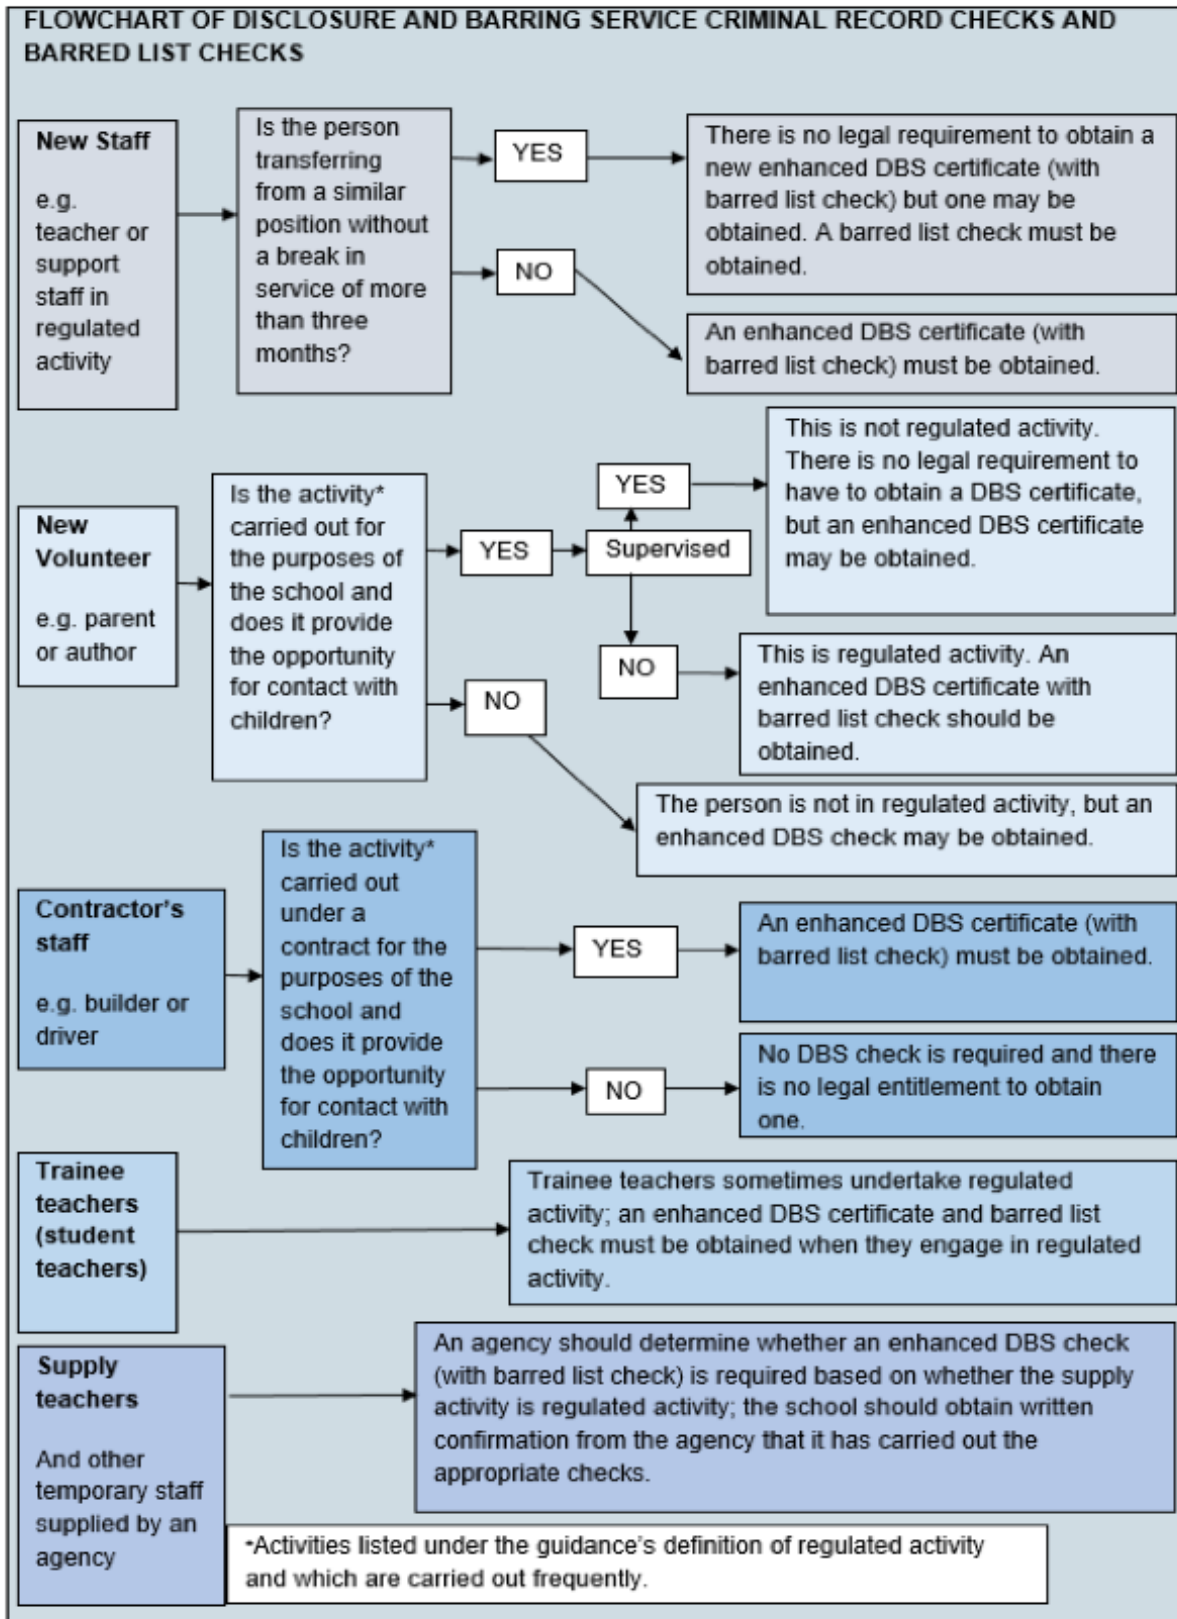 FLOWCHART OF DISCLOSURE AND BARRING SERVICE CRIMINAL RECORD CHECKS AND
BARRED LIST CHECKS
New Staff
e.g.
teacher or
support
staff in
regulated
activity
Is the person
transferring
from a similar
position without
a break in
service of more
than three
months?
YES
There is no legal requirement to obtain a
new enhanced DBS certificate (with
barred list check) but one may be
obtained. A barred list check must be
obtained.
NO
An enhanced DBS certificate (with
barred list check) must be obtained.
New
Volunteer
e.g. parent
or author
Is the activity*
carried out for
the purposes of
the school and
does it provide
the opportunity
for contact with
children?
YES
Supervised
YES
This is not regulated activity.
There is no legal requirement to
have to obtain a DBS certificate,
but an enhanced DBS certificate
may be obtained.
NO
This is regulated activity. An
enhanced DBS certificate with
barred list check should be
obtained.
NO
The person is not in regulated activity, but an
enhanced DBS check may be obtained.
Contractor's
staff
e.g. builder or
driver
Is the activity*
carried out
under a
contract for the
purposes of the
school and
does it provide
the opportunity
for contact with
children?
YES
An enhanced DBS certificate (with
barred list check) must be obtained.
NO
No DBS check is required and there
is no legal entitlement to obtain
one.
Trainee
teachers
(student
teachers)
Trainee teachers sometimes undertake regulated
activity; an enhanced DBS certificate and barred list
check must be obtained when they engage in regulated
activity.
Supply
teachers
And other
temporary staff
supplied by an
agency
An agency should determine whether an enhanced DBS check
(with barred list check) is required based on whether the supply
activity is regulated activity; the school should obtain written
confirmation from the agency that it has carried out the
appropriate checks.
*Activities listed under the guidance's definition of regulated activity
and which are carried out frequently.